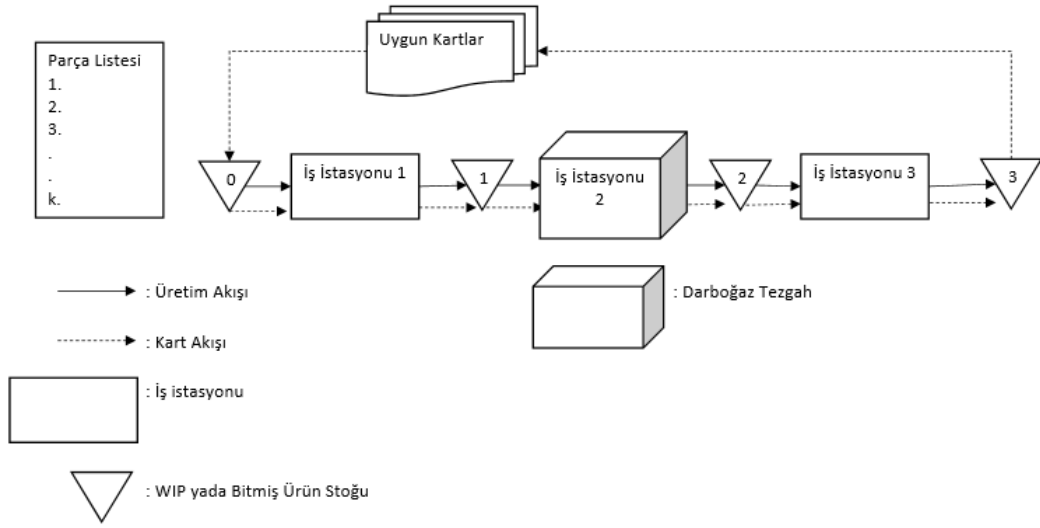 Uygun Kartlar
Parça Listesi
1.
2.
3.
.
.
k.
0
İş İstasyonu 1
1
İş İstasyonu
2
2
İş İstasyonu 3
3
: Üretim Akışı
: Darboğaz Tezgah
: Kart Akışı
: İş istasyonu
: WIP yada Bitmiş Ürün Stoğu